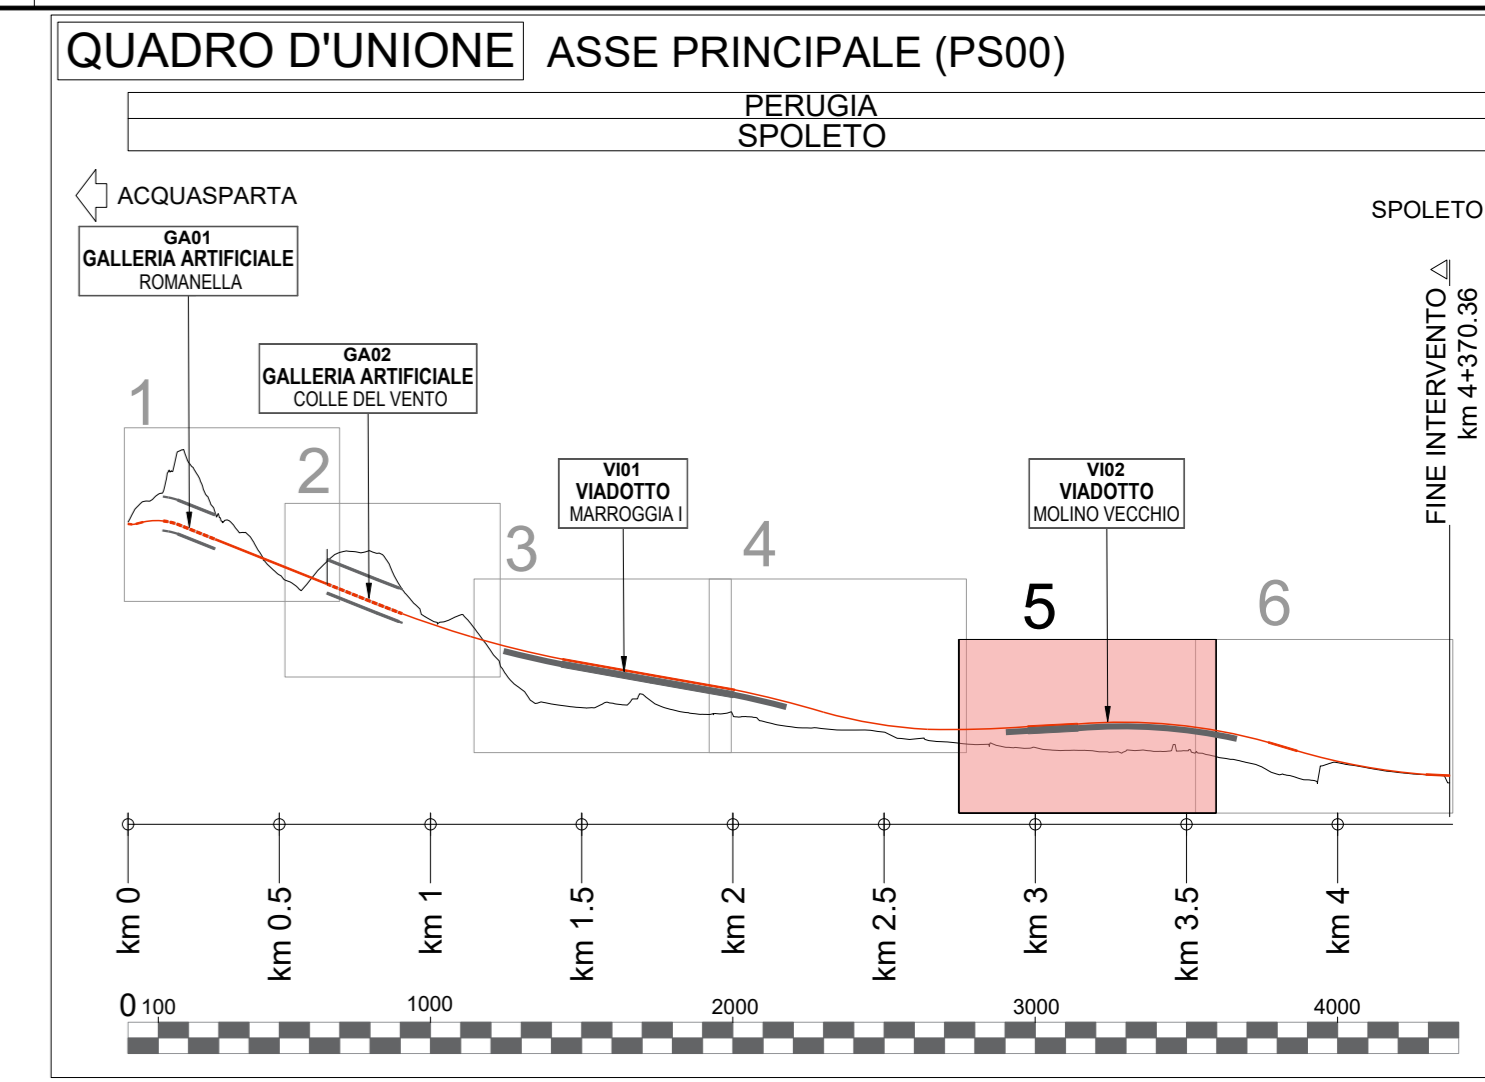 QUADRO D'UNIONE ASSE PRINCIPALE (PS00)
PERUGIA
SPOLETO
ACQUASPARTA
SPOLETO
GA01
GALLERIA ARTIFICIALE
ROMANELLA
GA02
GALLERIA ARTIFICIALE
COLLE DEL VENTO
VI01
VIADOTTO
MARROGGIA I
VI02
VIADOTTO
MOLINO VECCHIO
FINE INTERVENTO
km 4+370.36
1
2
3
4
5
6
km 0
km 0.5
km 1
km 1.5
km 2
km 2.5
km 3
km 3.5
km 4
0 100 1000 2000 3000 4000